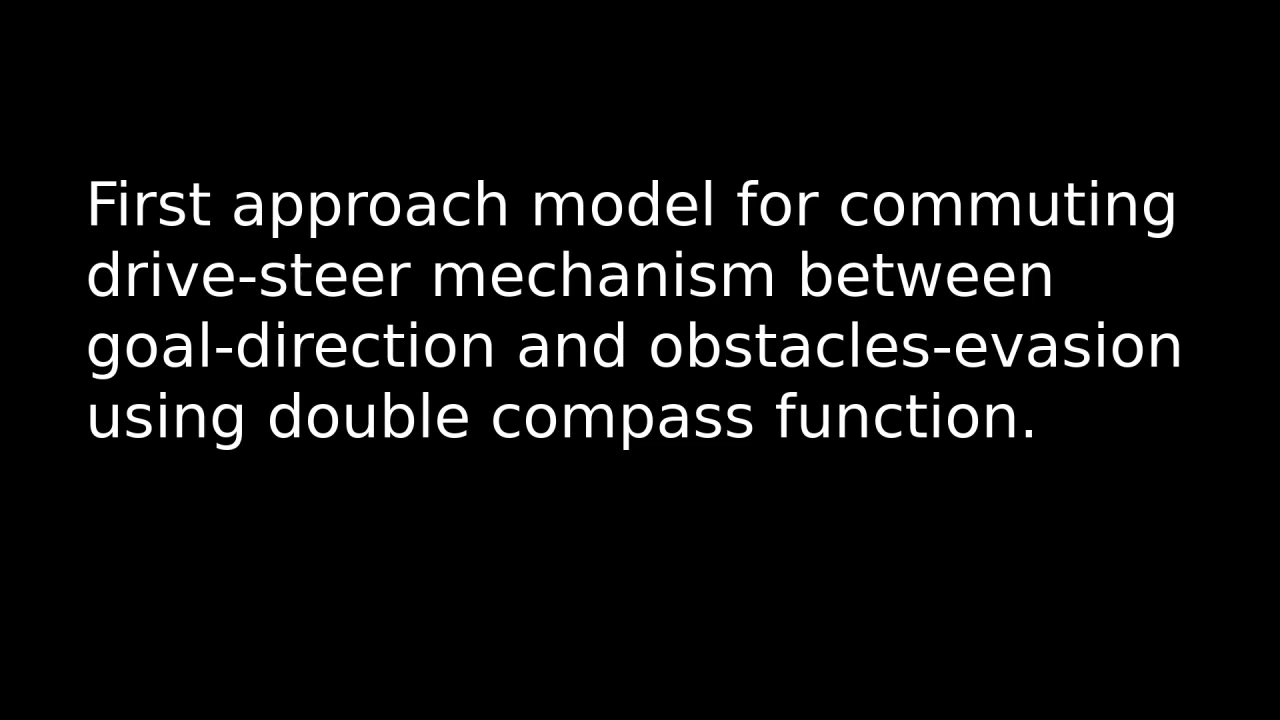 First approach model for commuting
drive-steer mechanism between
goal-direction and obstacles-evasion
using double compass function.